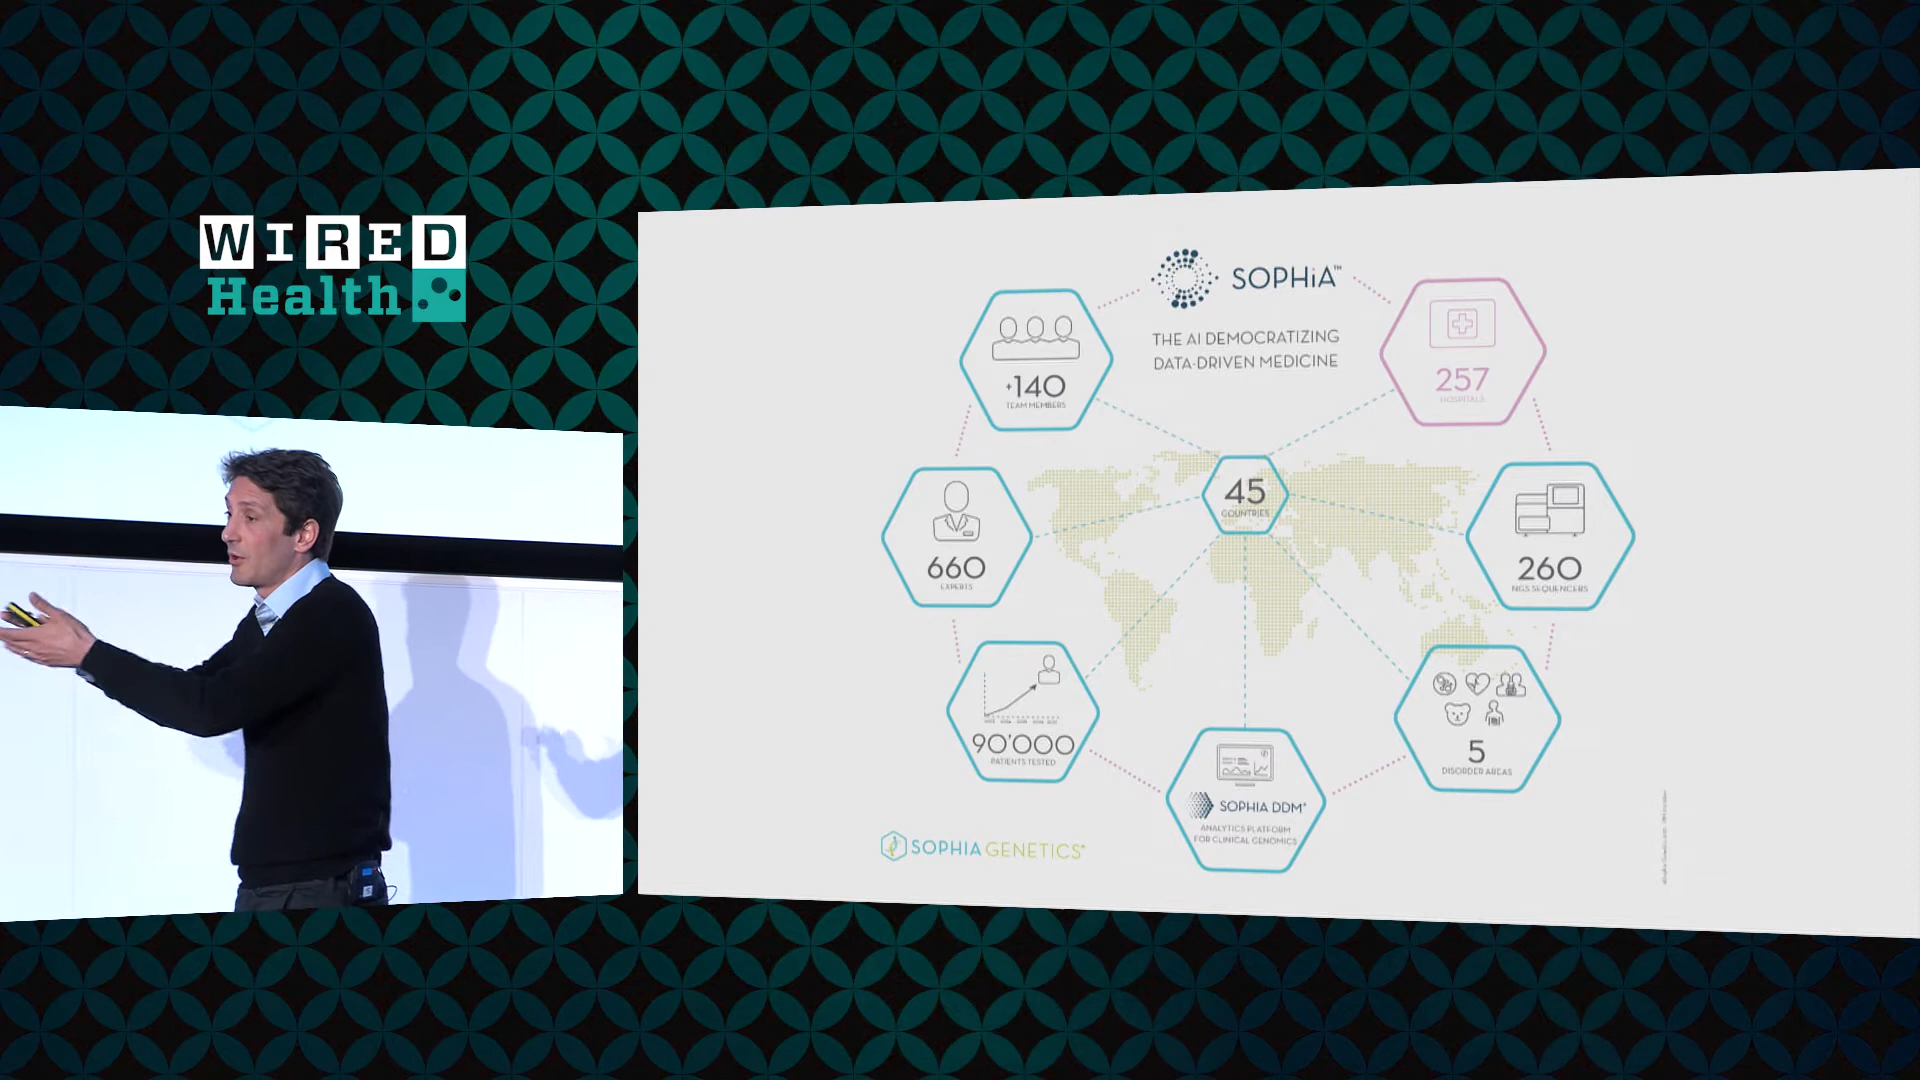 WIRED
Health
SOPHiA™
THE AI DEMOCRATIZING
DATA-DRIVEN MEDICINE
+140
TEAM MEMBERS
257
HOSPITALS
45
COUNTRIES
660
EXPERTS
260
NGS SEQUENCERS
90'000
PATIENTS TESTED
5
DISORDER AREAS
SOPHIA DDM®
ANALYTICS PLATFORM
FOR CLINICAL GENOMICS
SOPHIA GENETICS®